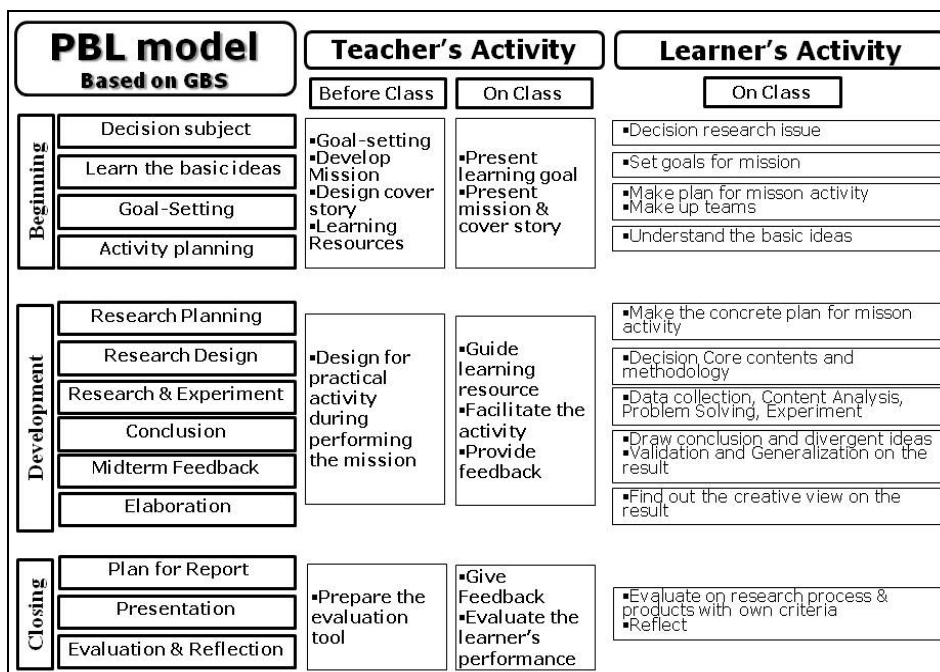 PBL model
Based on GBS
Teacher's Activity
Learner's Activity
Before Class
On Class
On Class
Beginning
Decision subject
Learn the basic ideas
Goal-Setting
Activity planning
▪Goal-setting
▪Develop
Mission
▪Design cover
story
▪Learning
Resources
▪Present
learning goal
▪Present
mission &
cover story
▪Decision research issue
▪Set goals for mission
▪Make plan for misson activity
▪Make up teams
▪Understand the basic ideas
Development
Research Planning
Research Design
Research & Experiment
Conclusion
Midterm Feedback
Elaboration
▪Design for
practical
activity
during
performing
the mission
▪Guide
learning
resource
▪Facilitate the
activity
▪Provide
feedback
▪Make the concrete plan for misson
activity
▪Decision Core contents and
methodology
▪Data collection, Content Analysis,
Problem Solving, Experiment
▪Draw conclusion and divergent ideas
▪Validation and Generalization on the
result
▪Find out the creative view on the
result
Closing
Plan for Report
Presentation
Evaluation & Reflection
▪Prepare the
evaluation
tool
▪Give
Feedback
▪Evaluate the
learner's
performance
▪Evaluate on research process &
products with own criteria
▪Reflect